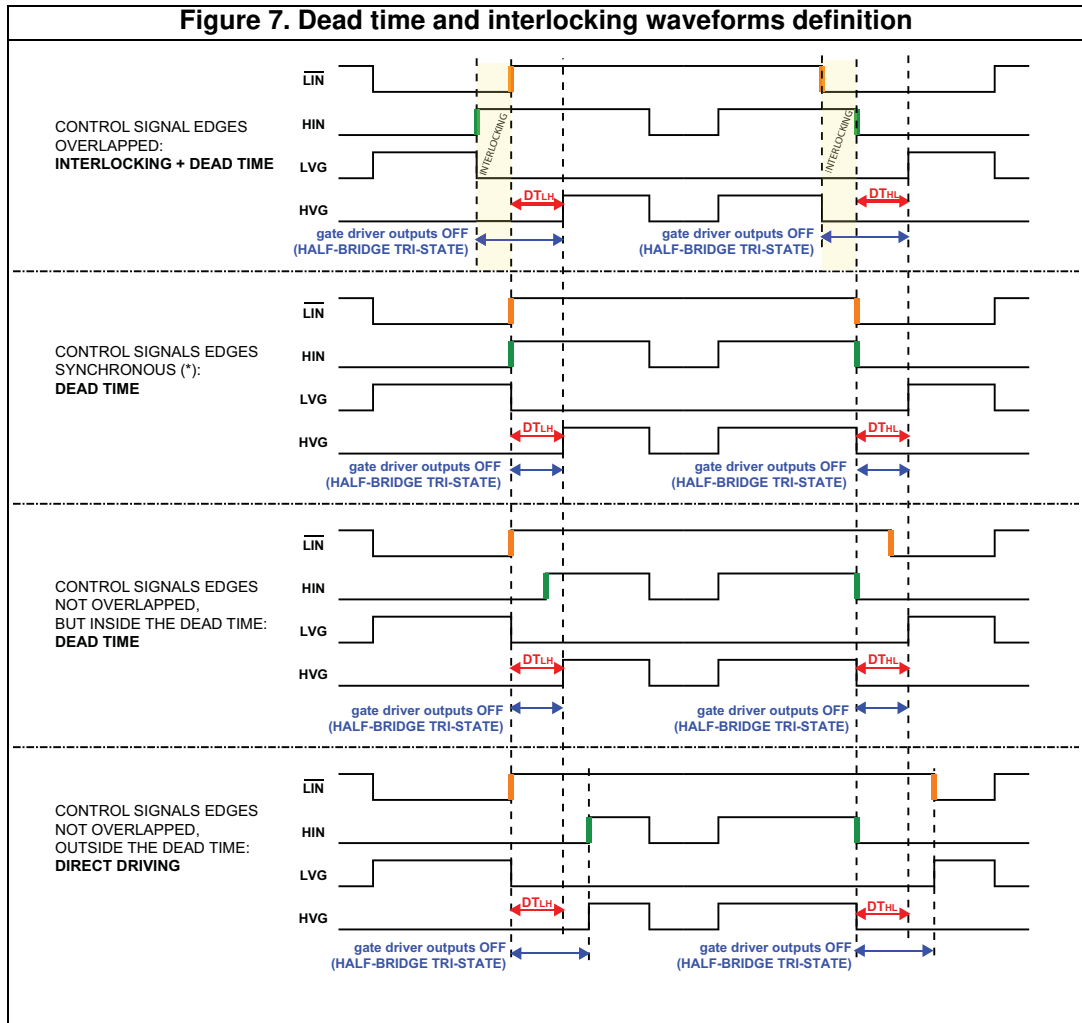 Figure 7. Dead time and interlocking waveforms definition
CONTROL SIGNAL EDGES
OVERLAPPED:
INTERLOCKING + DEAD TIME
LIN
HIN
LVG
HVG
INTERLOCKING
INTERLOCKING
DTLH
DTHL
gate driver outputs OFF
(HALF-BRIDGE TRI-STATE)
gate driver outputs OFF
(HALF-BRIDGE TRI-STATE)
CONTROL SIGNALS EDGES
SYNCHRONOUS (*):
DEAD TIME
LIN
HIN
LVG
HVG
DTLH
DTHL
gate driver outputs OFF
(HALF-BRIDGE TRI-STATE)
gate driver outputs OFF
(HALF-BRIDGE TRI-STATE)
CONTROL SIGNALS EDGES
NOT OVERLAPPED,
BUT INSIDE THE DEAD TIME:
DEAD TIME
LIN
HIN
LVG
HVG
DTLH
DTHL
gate driver outputs OFF
(HALF-BRIDGE TRI-STATE)
gate driver outputs OFF
(HALF-BRIDGE TRI-STATE)
CONTROL SIGNALS EDGES
NOT OVERLAPPED,
OUTSIDE THE DEAD TIME:
DIRECT DRIVING
LIN
HIN
LVG
HVG
DTLH
DTHL
gate driver outputs OFF
(HALF-BRIDGE TRI-STATE)
gate driver outputs OFF
(HALF-BRIDGE TRI-STATE)